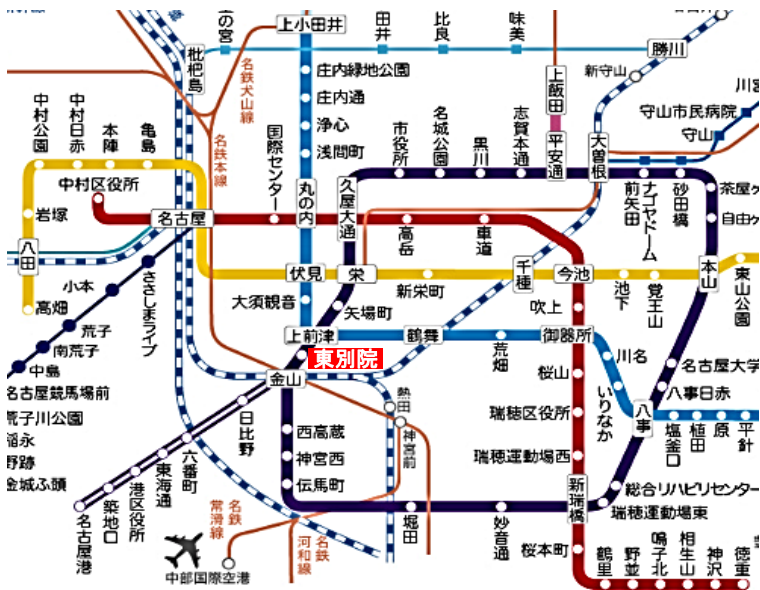 上小田井
田井
比良
味美
勝川
枇杷島
名鉄犬山線
庄内緑地公園
庄内通
浄心
浅間町
上飯田
新守山
守山市民病院
守山
中村公園
中村日赤
本陣
亀島
名鉄本線
国際センター
丸の内
久屋大通
市役所
名城公園
黒川
志賀本通
平安通
大曽根
ナゴヤドーム
前矢田
砂田橋
中村区役所
名古屋
岩塚
八田
高畑
高岳
車道
茶屋ヶ
自由ヶ
本山
東山公園
伏見
栄
新栄町
千種
今池
池下
覚王山
ささしまライブ
小本
荒子
南荒子
中島
名古屋競馬場前
荒子川公園
稲永
野跡
金城ふ頭
大須観音
矢場町
上前津
鶴舞
荒畑
吹上
御器所
東別院
金山
川名
いりなか
八事
名古屋大学
八事日赤
塩釜口
植田
原
平針
桜山
瑞穂区役所
瑞穂運動場西
新瑞橋
総合リハビリセンター
瑞穂運動場東
熱田
神宮前
日比野
六番町
東海通
港区役所
築地口
名古屋港
西高蔵
神宮西
伝馬町
堀田
妙音通
名鉄
常滑線
名鉄
河和線
中部国際空港
桜本町
鶴里
野並
鳴子北
相生山
神沢
徳重